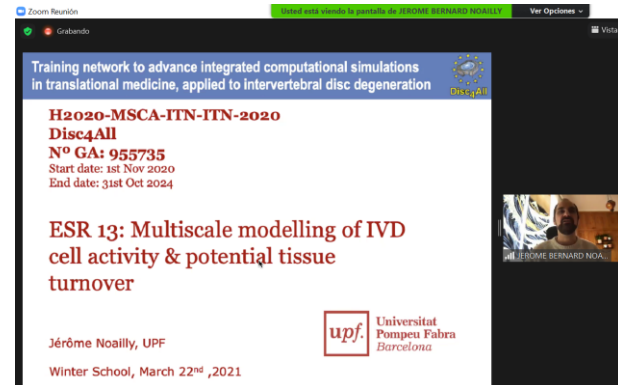 Zoom Reunión
Usted está viendo la pantalla de JEROME BERNARD NOAILLY
Ver Opciones
Grabando
Vista
Training network to advance integrated computational simulations
in translational medicine, applied to intervertebral disc degeneration
Disc4All
H2020-MSCA-ITN-ITN-2020
Disc4All
Nº GA: 955735
Start date: 1st Nov 2020
End date: 31st Oct 2024
ESR 13: Multiscale modelling of IVD
cell activity & potential tissue
turnover
JEROME BERNARD NOA...
upf.
Universitat
Pompeu Fabra
Barcelona
Jérôme Noailly, UPF
Winter School, March 22nd ,2021